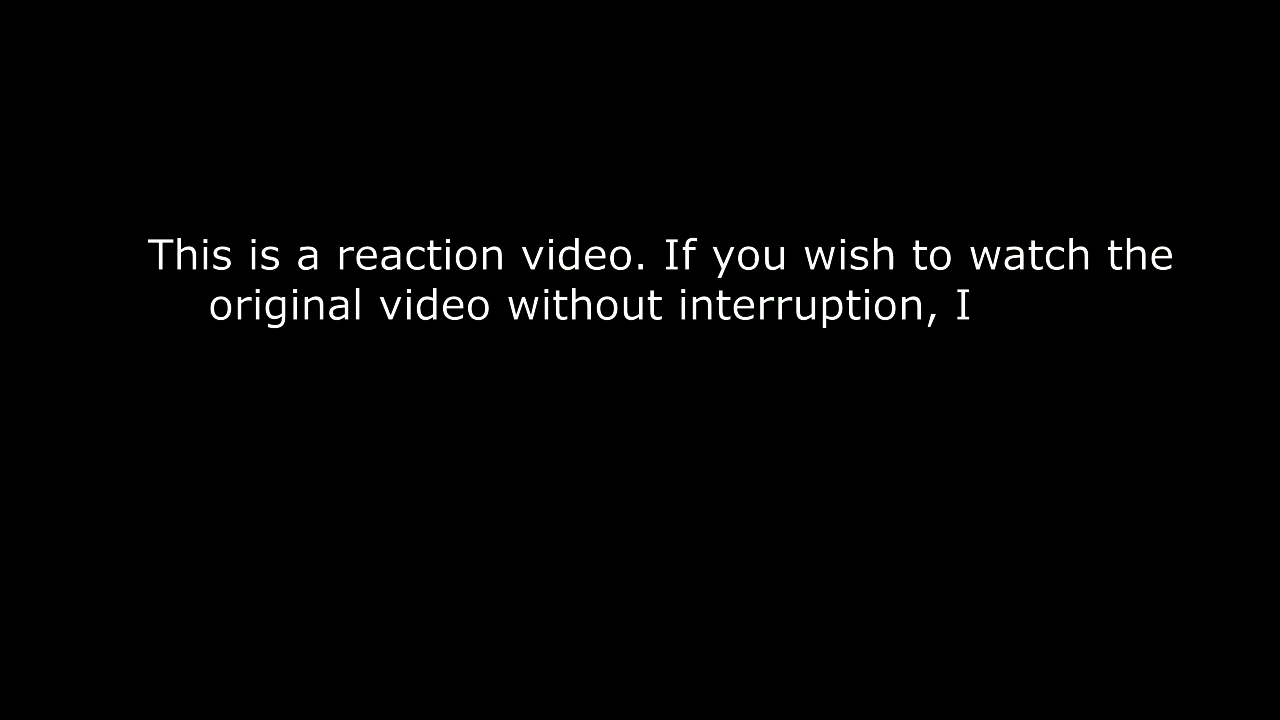 This is a reaction video. If you wish to watch the
original video without interruption, I